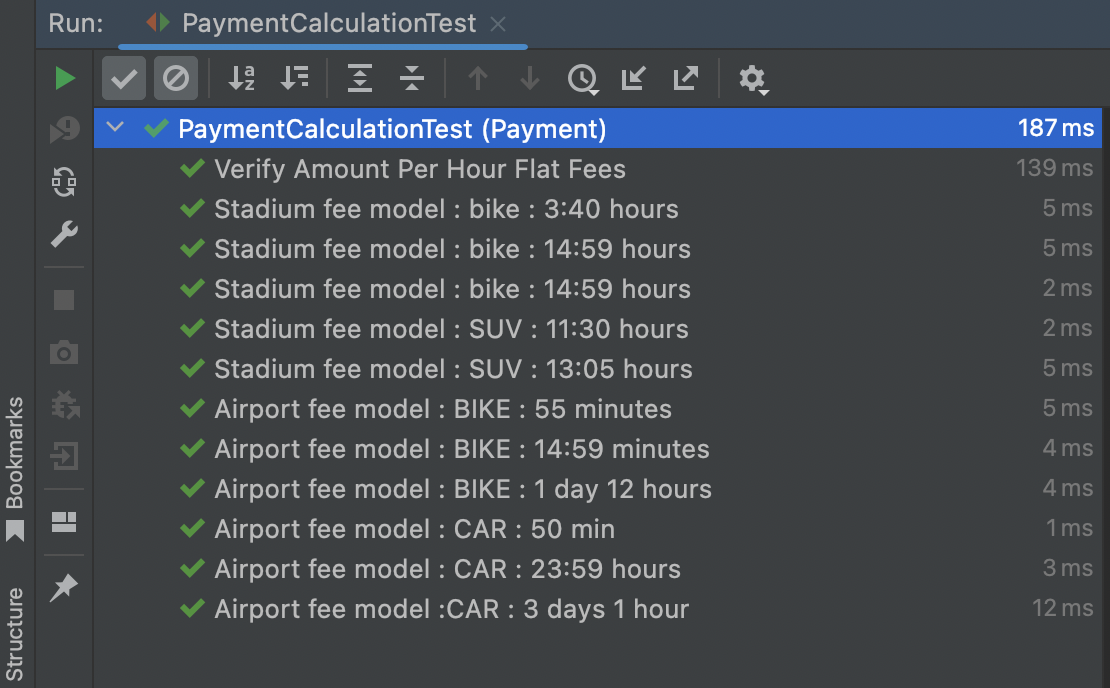 Run: PaymentCalculationTest
PaymentCalculationTest (Payment) 187 ms
Verify Amount Per Hour Flat Fees 139 ms
Stadium fee model : bike : 3:40 hours 5 ms
Stadium fee model : bike : 14:59 hours 5 ms
Stadium fee model : bike : 14:59 hours 2 ms
Stadium fee model : SUV : 11:30 hours 2 ms
Stadium fee model : SUV : 13:05 hours 5 ms
Airport fee model : BIKE : 55 minutes 5 ms
Airport fee model : BIKE : 14:59 minutes 4 ms
Airport fee model : BIKE : 1 day 12 hours 4 ms
Airport fee model : CAR : 50 min 1 ms
Airport fee model : CAR : 23:59 hours 3 ms
Airport fee model :CAR : 3 days 1 hour 12 ms
Bookmarks
Structure